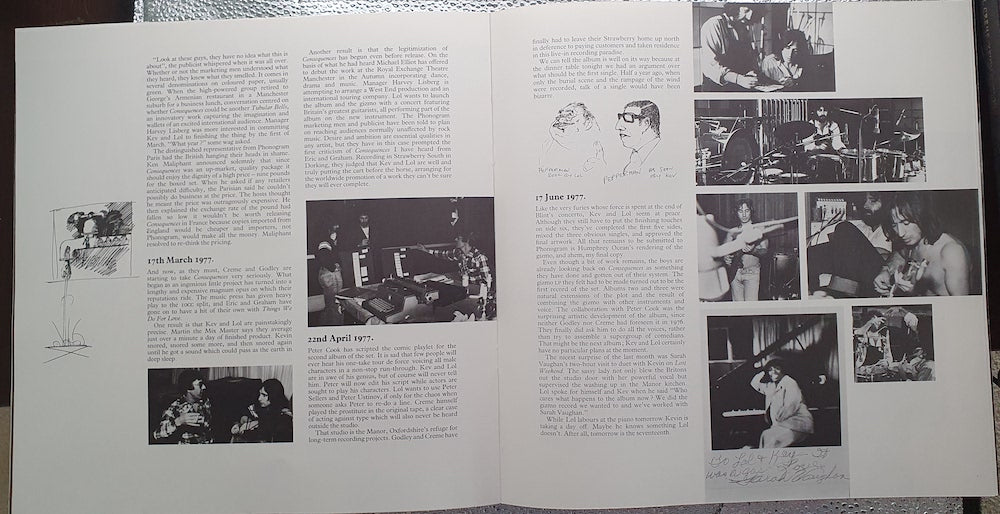 "Look at these guys, they have no idea what this is
about", the publicist whispered when it was all over.
Whether or not the marketing men understood what
they heard, they knew what they smelled. It comes in
several denominations on coloured paper, usually
green. When the high-powered group retired to
George's Armenian restaurant in a Manchester
suburb for a business lunch, conversation centred on
whether Consequences could be another Tubular Bells,
an innovatory work capturing the imagination and
wallets of an excited international audience. Manager
Harvey Lisberg was more interested in committing
Kev and Lol to finishing the thing by the first of
March. "What year?" some wag asked.
The distinguished representative from Phonogram
Paris had the British hanging their heads in shame.
Ken Maliphant announced solemnly that since
Consequences was an up-market, quality package it
should enjoy the dignity of a high price – nine pounds
for the boxed set. When he asked if any retailers
anticipated difficulty, the Parisian said he couldn't
possibly do business at the price. The hosts thought
he meant the price was outrageously expensive. He
then explained the exchange rate of the pound had
fallen so low it wouldn't be worth releasing
Consequences in France because copies imported from
England would be cheaper and importers, not
Phonogram, would make all the money. Maliphant
resolved to re-think the pricing.
17th March 1977.
And now, as they must, Creme and Godley are
starting to take Consequences very seriously. What
began as an ingenious little project has turned into a
lengthy and expensive magnum opus on which their
reputations ride. The music press has given heavy
play to the 10cc split, and Eric and Graham have
gone on to have a hit of their own with Things We
Do For Love.
One result is that Kev and Lol are painstakingly
precise. Martin the Mix Master says they average
just over a minute a day of finished product. Kevin
snored, snored some more, and then snored again
until he got a sound which could pass as the earth in
deep sleep.
Another result is that the legitimization of
Consequences has begun even before release. On the
basis of what he had heard Michael Elliot has offered
to debut the work at the Royal Exchange Theatre
Manchester in the Autumn incorporating dance,
drama and music. Manager Harvey Lisberg is
attempting to arrange a West End production and an
international touring company. Lol wants to launch
the album and the gizmo with a concert featuring
Britain's greatest guitarists, all performing part of the
album on the new instrument. The Phonogram
marketing men and publicists have been told to plans
on reaching audiences normally unaffected by rock
music. Desire and ambition are essential qualities in
any artist, but they have in this case prompted the
first criticism of Consequences I have heard from
Eric and Graham. Recording in Strawberry South in
Dorking, they judged that Kev and Lol are well and
truly putting the cart before the horse, arranging for
the worldwide promotion of a work they can't be sure
they will ever complete.
22nd April 1977.
Peter Cook has scripted the comic playlet for the
second album of the set. It is sad that few people will
ever hear his one-take tour de force voicing all male
characters in a non-stop run-through. Kev and Lol
are in awe of his genius, but of course will never tell
him. Peter will now edit his script while actors are
sought to play his characters. Lol wants to use Peter
Sellers and Peter Ustinov, if only for the chaos when
someone asks Peter to re-do a line. Creme himself
played the prostitute in the original tape, a clear case
of acting against type which will also never be heard
outside the studio.
That studio is the Manor, Oxfordshire's refuge for
long-term recording projects. Godley and Creme have
finally had to leave their Strawberry home up north
in deference to paying customers and taken residence
in this live-in recording paradise.
We can tell the album is well on its way because at
the dinner table tonight we had an argument over
what should be the first single. Half a year ago, when
only the burial scene and the rampage of the wind
were recorded, talk of a single would have been
bizarre.
17 June 1977.
Like the very furies whose force is spent at the end of
Blint's concerto, Kev and Lol seem at peace.
Although they still have to put the finishing touches
on side six, they've completed the first five sides,
mixed the three obvious singles, and approved the
final artwork. All that remains to be submitted to
Phonogram is Humphrey Ocean's rendering of the
gizmo, and ahem, my final copy.
Even though a bit of work remains, the boys are
already looking back on Consequences as something
they have done and gotten out of their system. The
gizmo LP they felt had to be made turned out to be the
first record of the set. Albums two and three were
natural extensions of the plot and the result of
combining the gizmo with other instruments and
voice. The collaboration with Peter Cook was the
surprising artistic development of the album, since
neither Godley nor Creme had foreseen it in 1976.
They finally did ask him to do all the voices, rather
than try to assemble a supergroup of comedians.
That might be the next album; Kev and Lol certainly
have no particular plans at the moment.
The recent surprise of the last month was Sarah
Vaughan's two-hour visit to duet with Kevin on Lost
Weekend. The sassy lady not only blew the Britons
out the studio door with her powerful voice but
supervised the washing up in the Manor kitchen.
Lol spoke for himself and Kev when he said "Who
cares what happens to the album now? We did the
gizmo record we wanted to and we've worked with
Sarah Vaughan."
While Lol labours at the piano tomorrow Kevin is
taking a day off. Maybe he knows something Lol
doesn't. After all, tomorrow is the seventeenth.
To Lol & Kev – It
was a gas
Love
Sarah Vaughan